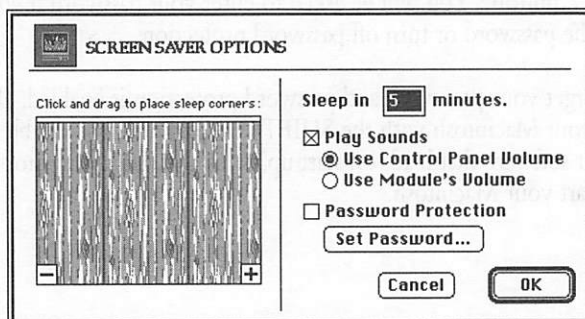 SCREEN SAVER OPTIONS
Click and drag to place sleep corners:
− +
Sleep in 5 minutes.
Play Sounds
Use Control Panel Volume
Use Module's Volume
Password Protection
Set Password...
Cancel OK